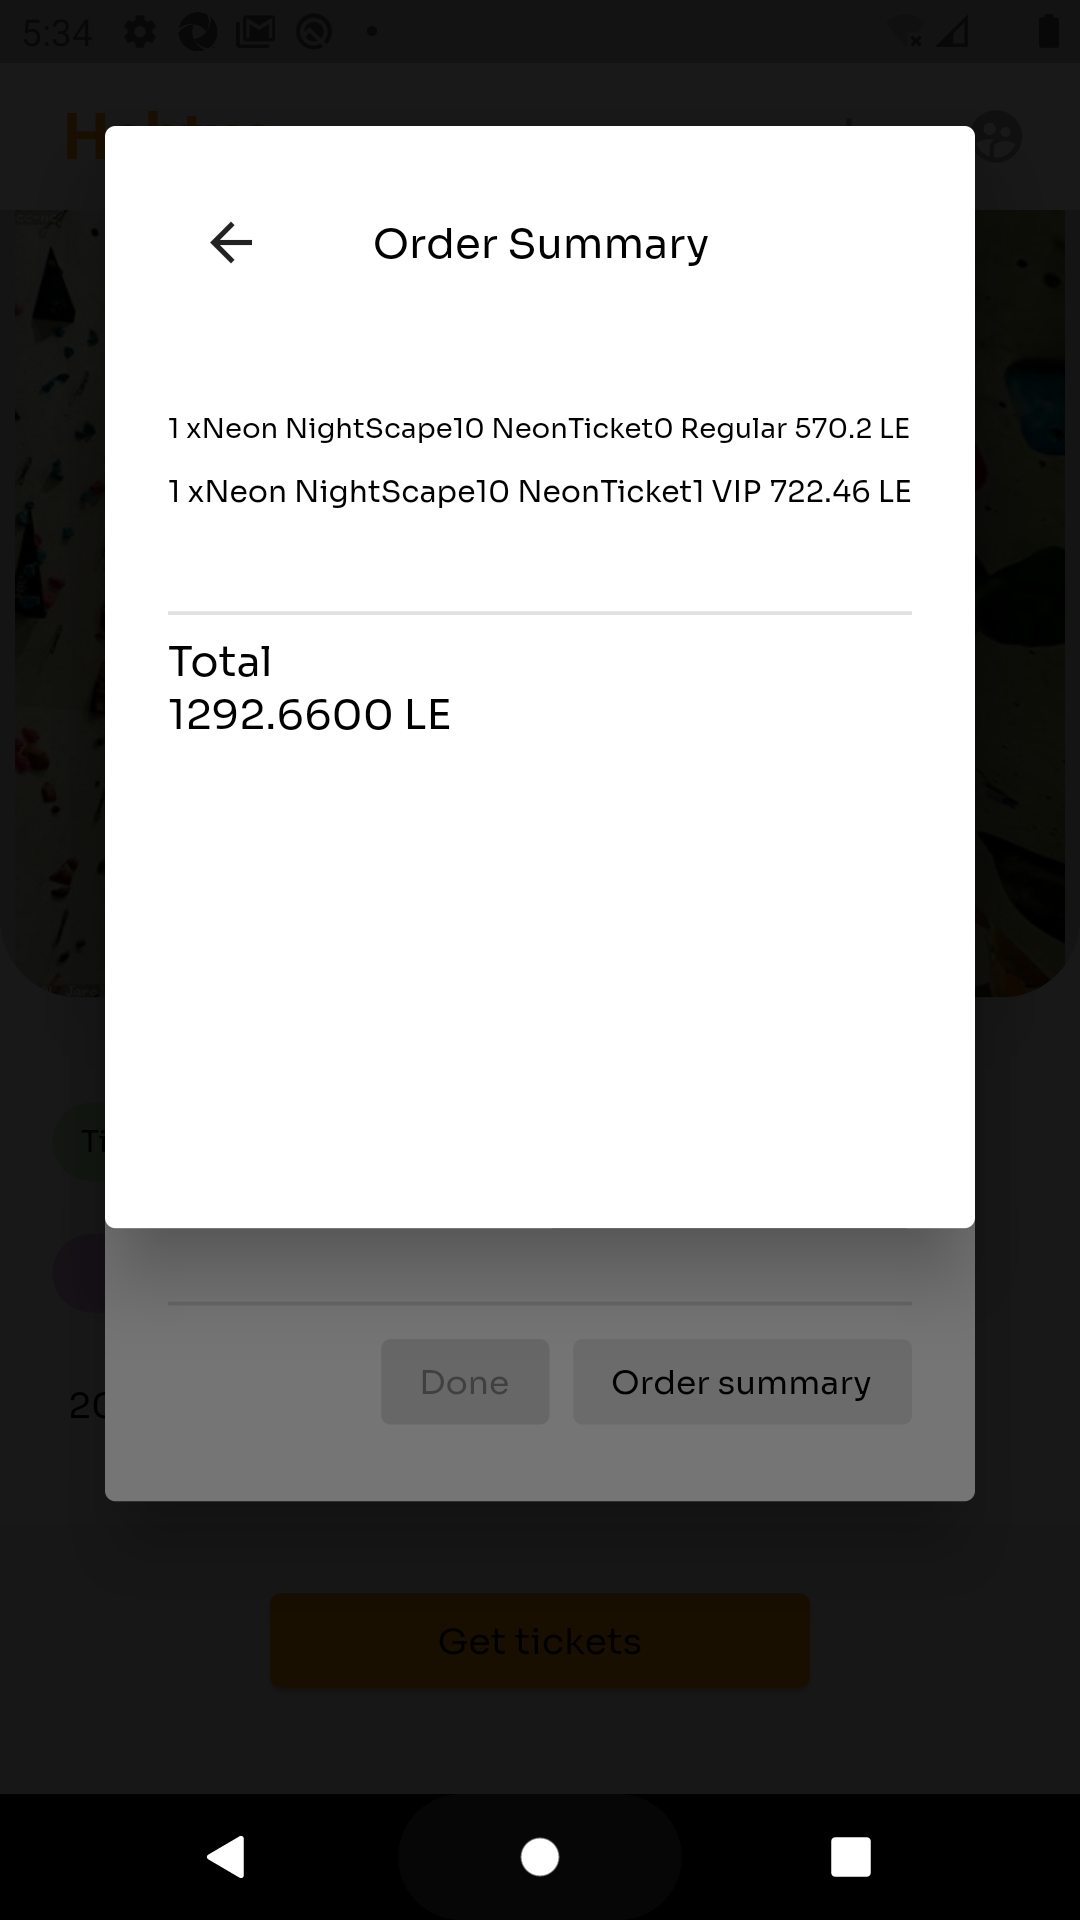 5:34
Order Summary
1 xNeon NightScape10 NeonTicket0 Regular 570.2 LE
1 xNeon NightScape10 NeonTicket1 VIP 722.46 LE
Total
1292.6600 LE
Done
Order summary
Get tickets